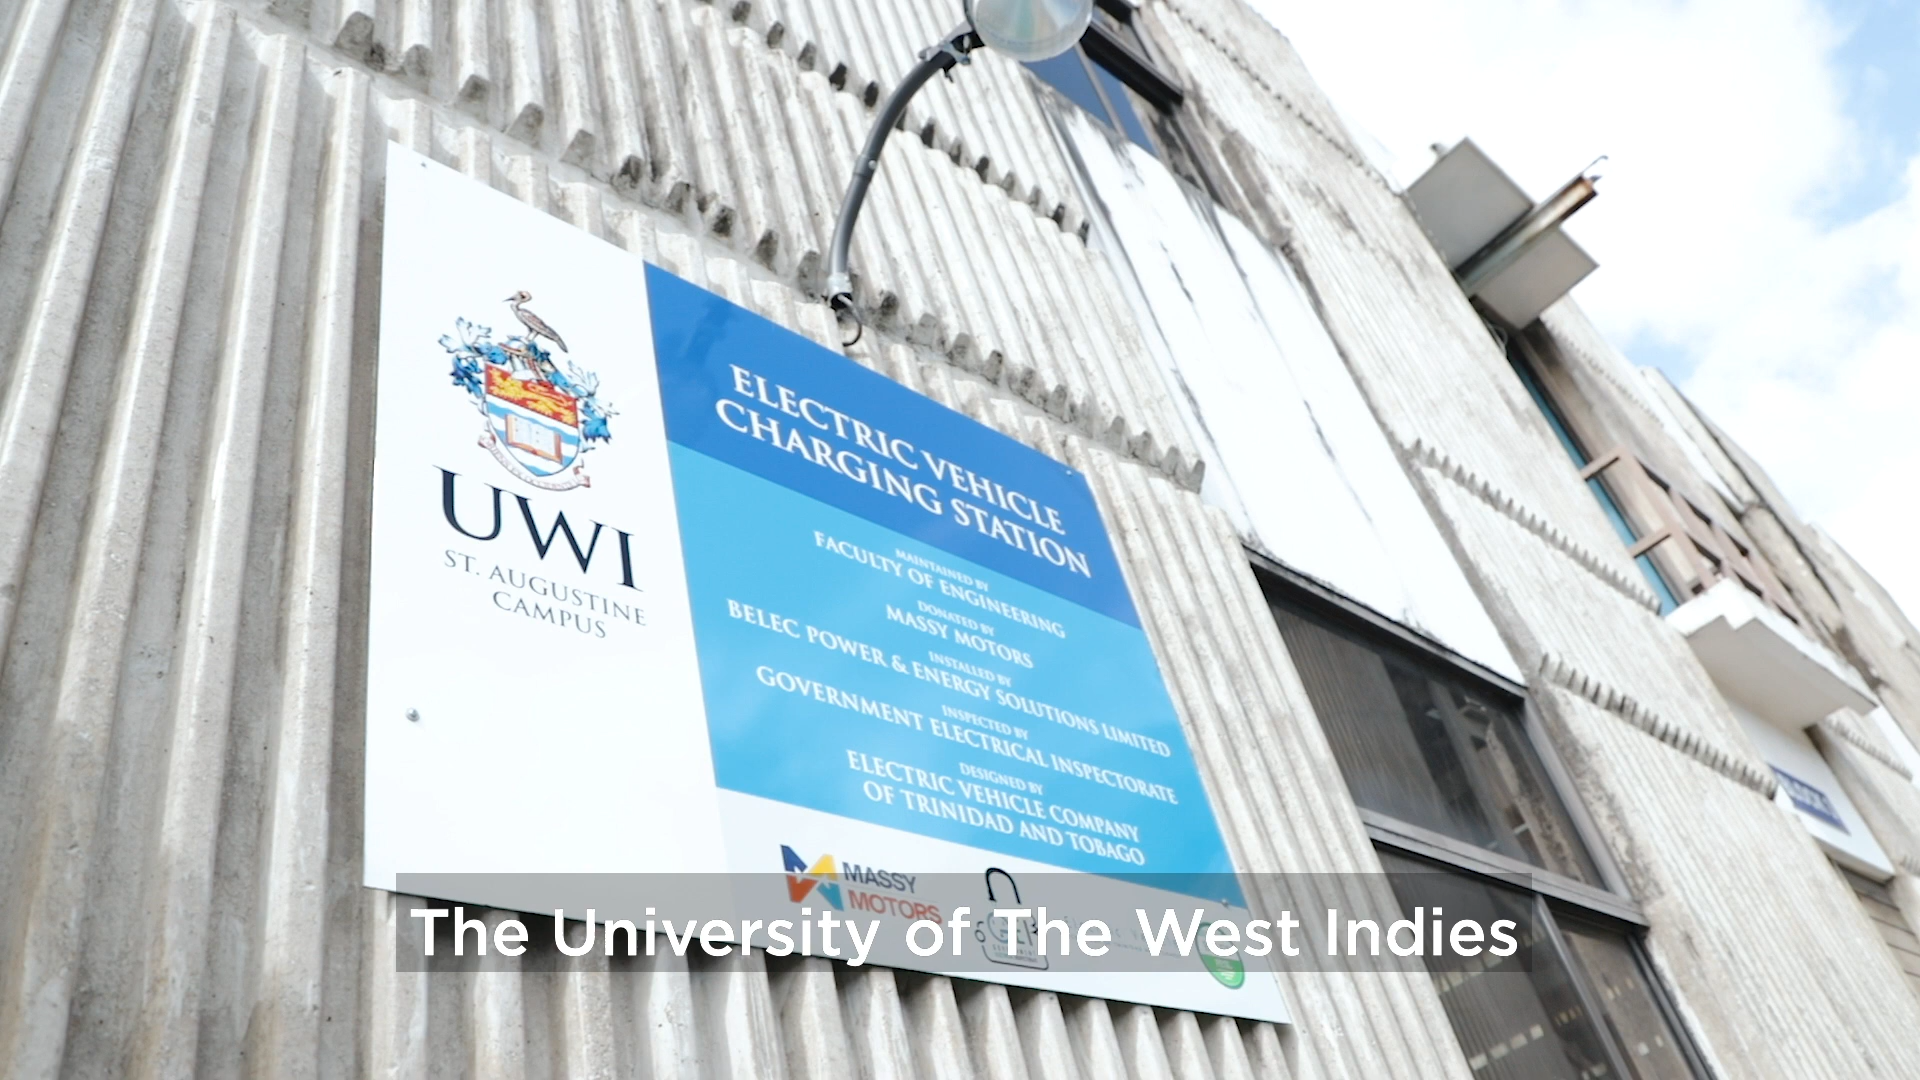 UWI
ST. AUGUSTINE
CAMPUS
ELECTRIC VEHICLE
CHARGING STATION
MAINTAINED BY
FACULTY OF ENGINEERING
DONATED BY
MASSY MOTORS
INSTALLED BY
BELEC POWER & ENERGY SOLUTIONS LIMITED
INSPECTED BY
GOVERNMENT ELECTRICAL INSPECTORATE
DESIGNED BY
ELECTRIC VEHICLE COMPANY
OF TRINIDAD AND TOBAGO
MASSY
MOTORS
The University of The West Indies